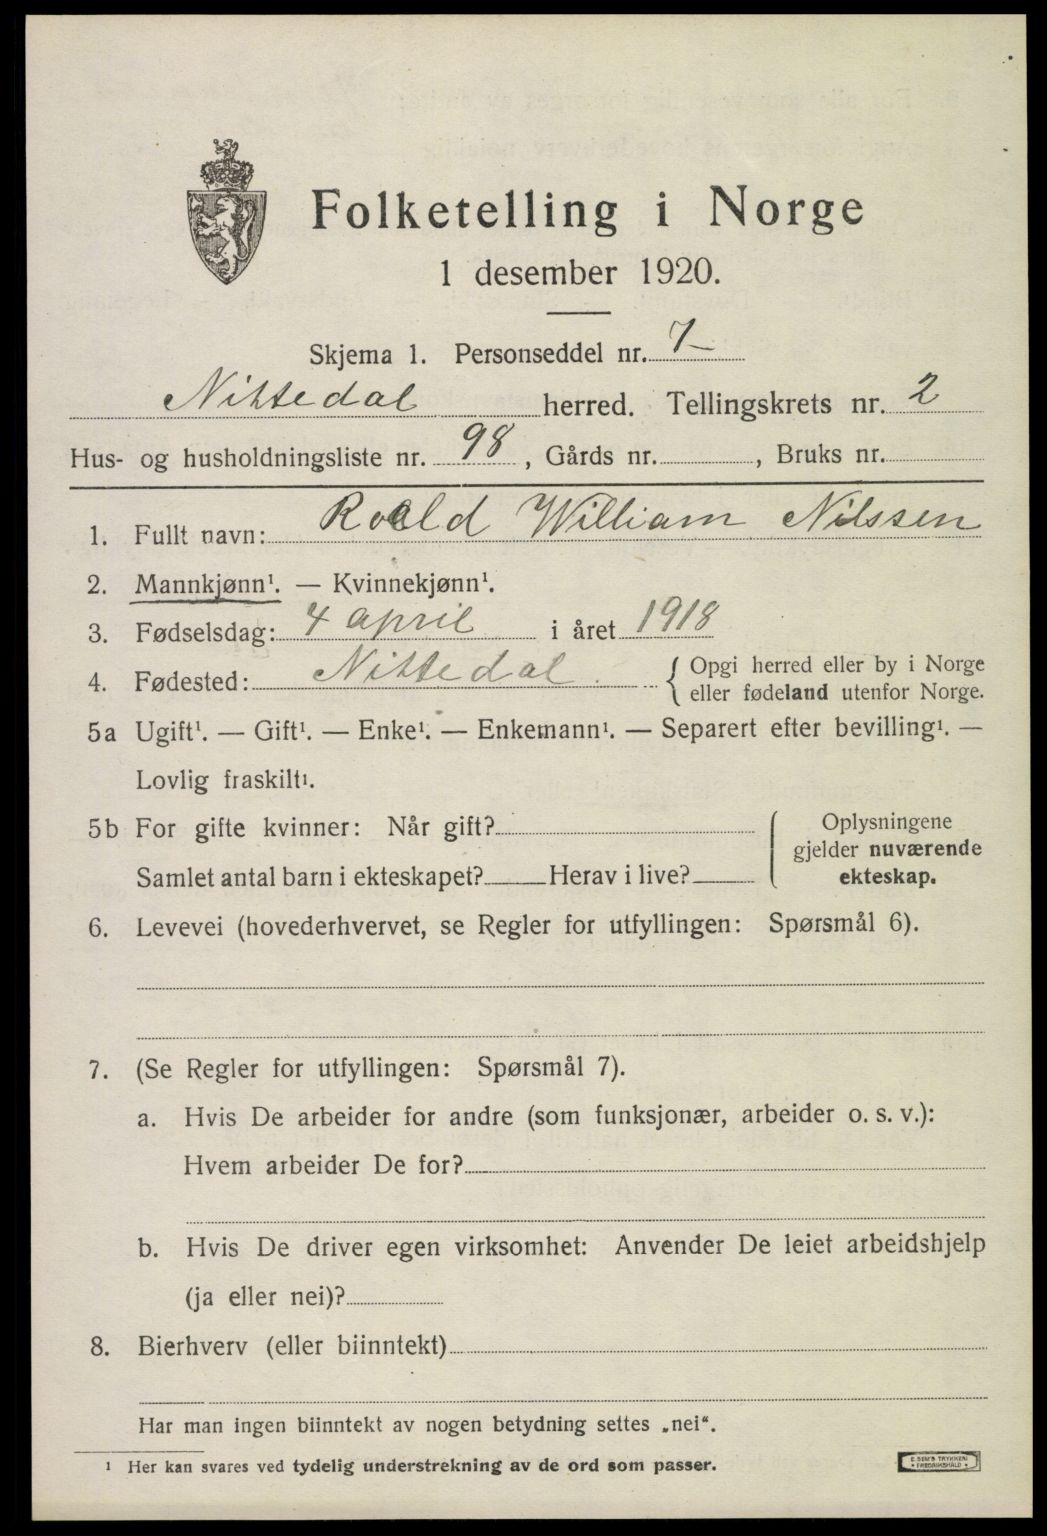 Folketelling i Norge
1 desember 1920.
Skjema 1. Personseddel nr. 7
Nittedal herred. Tellingskrets nr. 2
Hus- og husholdningsliste nr. 98, Gårds nr. , Bruks nr.
1. Fullt navn: Roald William Nilssen
2. Mannkjønn¹. — Kvinnekjønn¹.
3. Fødselsdag: 4 april i året 1918
4. Fødested: Nittedal. { Opgi herred eller by i Norge
eller fødeland utenfor Norge.
5a Ugift¹. — Gift¹. — Enke¹. — Enkemann¹. — Separert efter bevilling¹. —
Lovlig fraskilt¹.
5b For gifte kvinner: Når gift?
Samlet antal barn i ekteskapet? Herav i live?
Oplysningene
gjelder nuværende
ekteskap.
6. Levevei (hovederhvervet, se Regler for utfyllingen: Spørsmål 6).
7. (Se Regler for utfyllingen: Spørsmål 7).
a. Hvis De arbeider for andre (som funksjonær, arbeider o. s. v.):
Hvem arbeider De for?
b. Hvis De driver egen virksomhet: Anvender De leiet arbeidshjelp
(ja eller nei)?
8. Bierhverv (eller biinntekt)
Har man ingen biinntekt av nogen betydning settes „nei“.
¹ Her kan svares ved tydelig understrekning av de ord som passer.
E. SEM'S TRYKKERI
FREDRIKSHALD